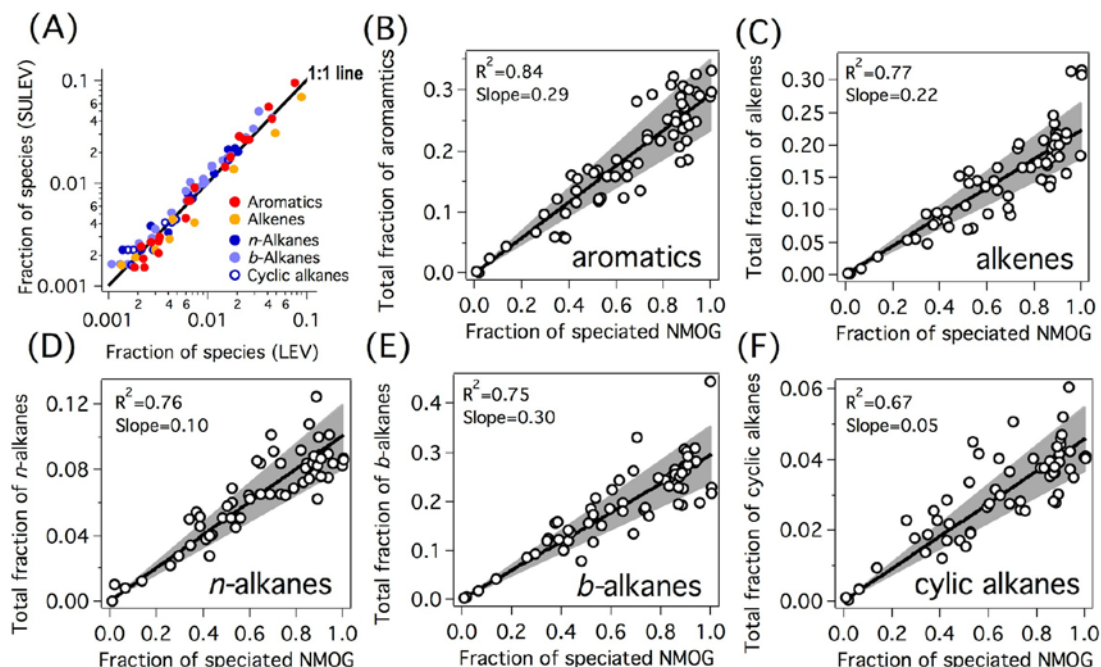 (A)
Fraction of species (SULEV)
0.1
6
4
2
0.01
6
4
2
0.001
1:1 line
Aromatics
Alkenes
n-Alkanes
b-Alkanes
Cyclic alkanes
0.001
2
4
6
0.01
2
4
6
0.1
Fraction of species (LEV)
(B)
Total fraction of aromamtics
R²=0.84
Slope=0.29
0.3
0.2
0.1
0.0
aromatics
0.0 0.2 0.4 0.6 0.8 1.0
Fraction of speciated NMOG
(C)
Total fraction of alkenes
R²=0.77
Slope=0.22
0.30
0.25
0.20
0.15
0.10
0.05
0.00
alkenes
0.0 0.2 0.4 0.6 0.8 1.0
Fraction of speciated NMOG
(D)
Total fraction of n-alkanes
R²=0.76
Slope=0.10
0.12
0.08
0.04
0.00
n-alkanes
0.0 0.2 0.4 0.6 0.8 1.0
Fraction of speciated NMOG
(E)
Total fraction of b-alkanes
R²=0.75
Slope=0.30
0.4
0.3
0.2
0.1
0.0
b-alkanes
0.0 0.2 0.4 0.6 0.8 1.0
Fraction of speciated NMOG
(F)
Total fraction of cyclic alkanes
R²=0.67
Slope=0.05
0.06
0.04
0.02
0.00
cylic alkanes
0.0 0.2 0.4 0.6 0.8 1.0
Fraction of speciated NMOG